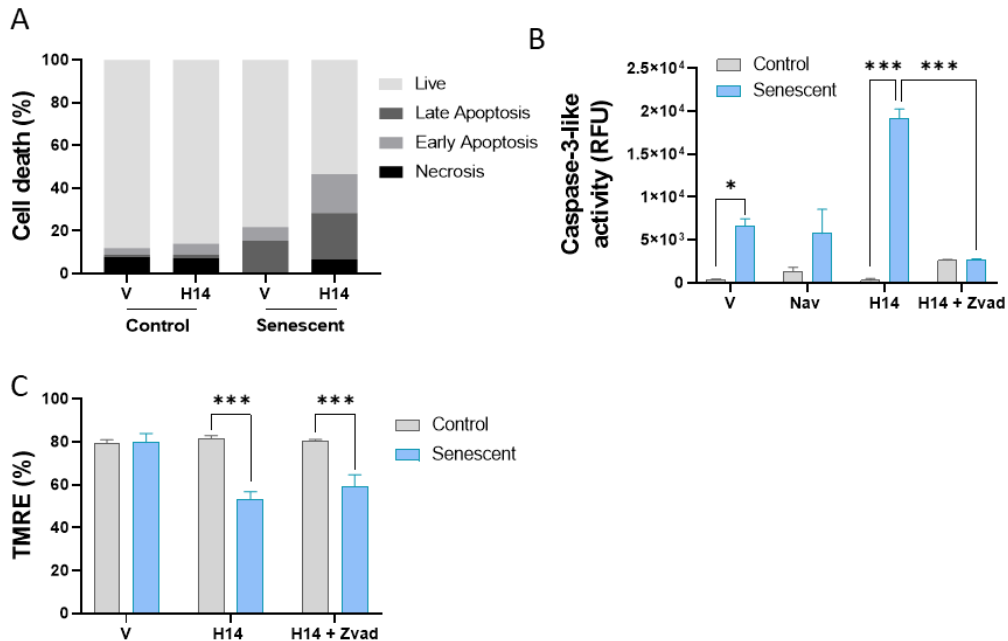 A
Cell death (%)
100
80
60
40
20
0
V
H14
V
H14
Control
Senescent
Live
Late Apoptosis
Early Apoptosis
Necrosis
B
Control
Senescent
Caspase-3-like
activity (RFU)
2.5×10⁴
2×10⁴
1.5×10⁴
1×10⁴
5×10³
0
*
***
***
V
Nav
H14
H14 + Zvad
C
TMRE (%)
100
80
60
40
20
0
***
***
V
H14
H14 + Zvad
Control
Senescent